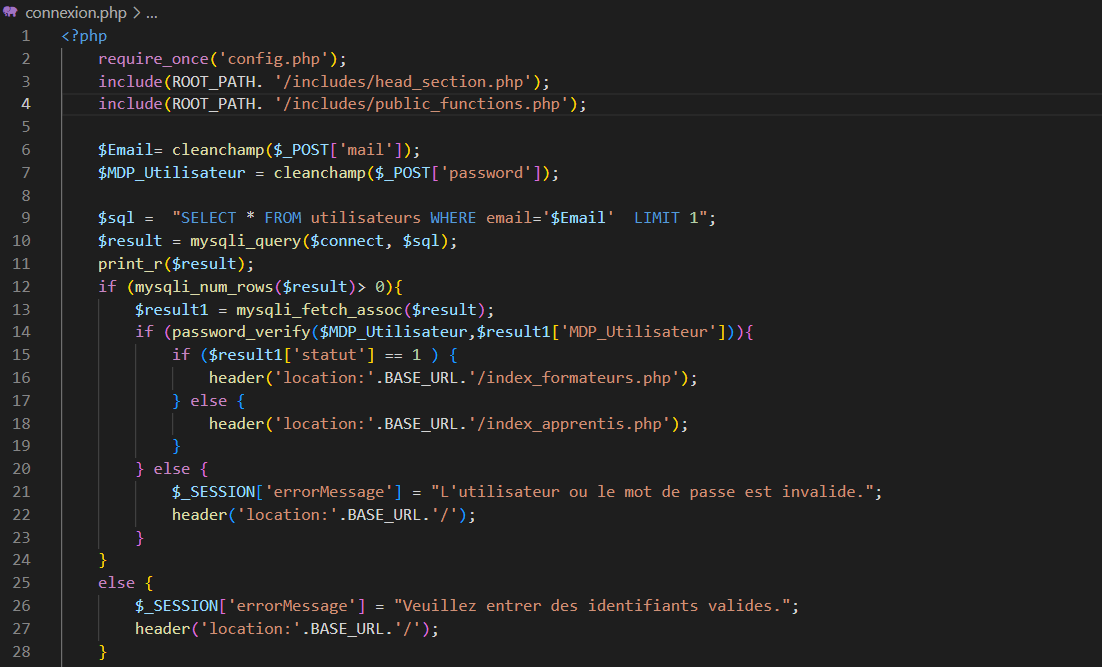 connexion.php > ...
1 <?php
2 require_once('config.php');
3 include(ROOT_PATH. '/includes/head_section.php');
4 include(ROOT_PATH. '/includes/public_functions.php');
5
6 $Email= cleanchamp($_POST['mail']);
7 $MDP_Utilisateur = cleanchamp($_POST['password']);
8
9 $sql =  "SELECT * FROM utilisateurs WHERE email='$Email'  LIMIT 1";
10 $result = mysqli_query($connect, $sql);
11 print_r($result);
12 if (mysqli_num_rows($result)> 0){
13 $result1 = mysqli_fetch_assoc($result);
14 if (password_verify($MDP_Utilisateur,$result1['MDP_Utilisateur'])){
15 if ($result1['statut'] == 1 ) {
16 header('location:'.BASE_URL.'/index_formateurs.php');
17 } else {
18 header('location:'.BASE_URL.'/index_apprentis.php');
19 }
20 } else {
21 $_SESSION['errorMessage'] = "L'utilisateur ou le mot de passe est invalide.";
22 header('location:'.BASE_URL.'/');
23 }
24 }
25 else {
26 $_SESSION['errorMessage'] = "Veuillez entrer des identifiants valides.";
27 header('location:'.BASE_URL.'/');
28 }